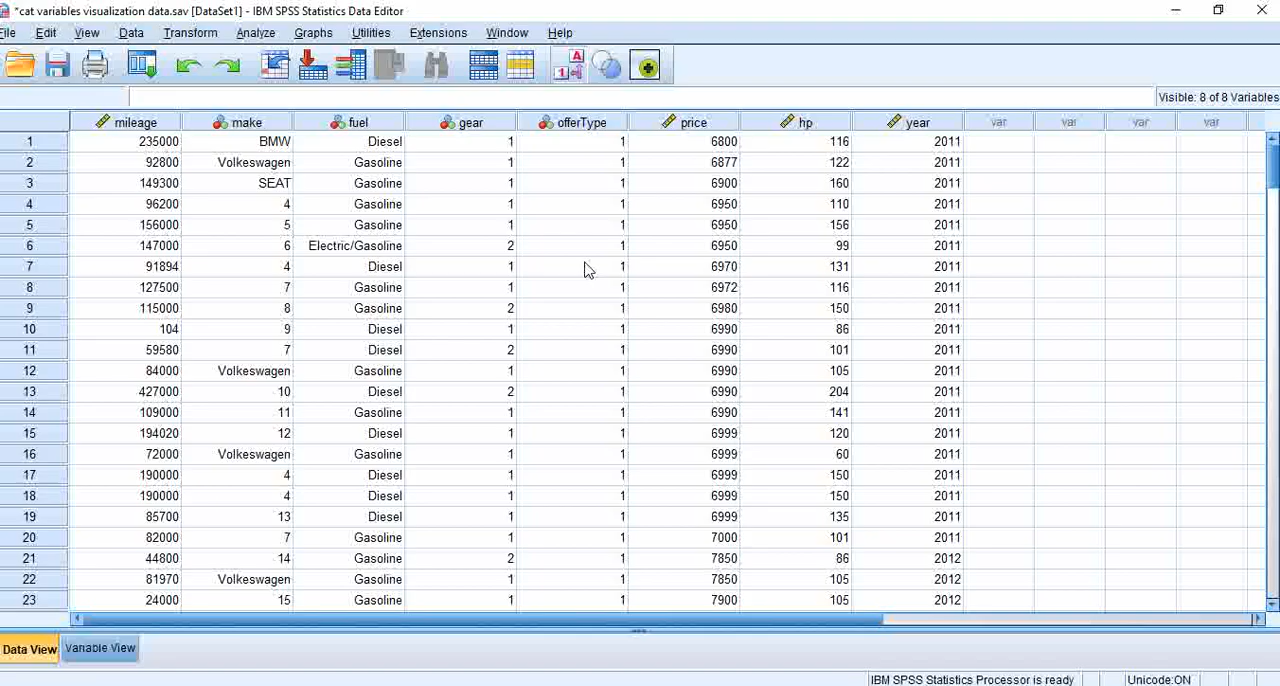 *cat variables visualization data.sav [DataSet1] - IBM SPSS Statistics Data Editor
File Edit View Data Transform Analyze Graphs Utilities Extensions Window Help
A
1
Visible: 8 of 8 Variables
mileage make fuel gear offerType price hp year var var var var
1 235000 BMW Diesel 1 1 6800 116 2011
2 92800 Volkswagen Gasoline 1 1 6877 122 2011
3 149300 SEAT Gasoline 1 1 6900 160 2011
4 96200 4 Gasoline 1 1 6950 110 2011
5 156000 5 Gasoline 1 1 6950 156 2011
6 147000 6 Electric/Gasoline 2 1 6950 99 2011
7 91894 4 Diesel 1 1 6970 131 2011
8 127500 7 Gasoline 1 1 6972 116 2011
9 115000 8 Gasoline 2 1 6980 150 2011
10 104 9 Diesel 1 1 6990 86 2011
11 59580 7 Diesel 2 1 6990 101 2011
12 84000 Volkswagen Gasoline 1 1 6990 105 2011
13 427000 10 Diesel 2 1 6990 204 2011
14 109000 11 Gasoline 1 1 6990 141 2011
15 194020 12 Diesel 1 1 6999 120 2011
16 72000 Volkswagen Gasoline 1 1 6999 60 2011
17 190000 4 Diesel 1 1 6999 150 2011
18 190000 4 Diesel 1 1 6999 150 2011
19 85700 13 Diesel 1 1 6999 135 2011
20 82000 7 Gasoline 1 1 7000 101 2011
21 44800 14 Gasoline 2 1 7850 86 2012
22 81970 Volkswagen Gasoline 1 1 7850 105 2012
23 24000 15 Gasoline 1 1 7900 105 2012
Data View Variable View
IBM SPSS Statistics Processor is ready Unicode:ON